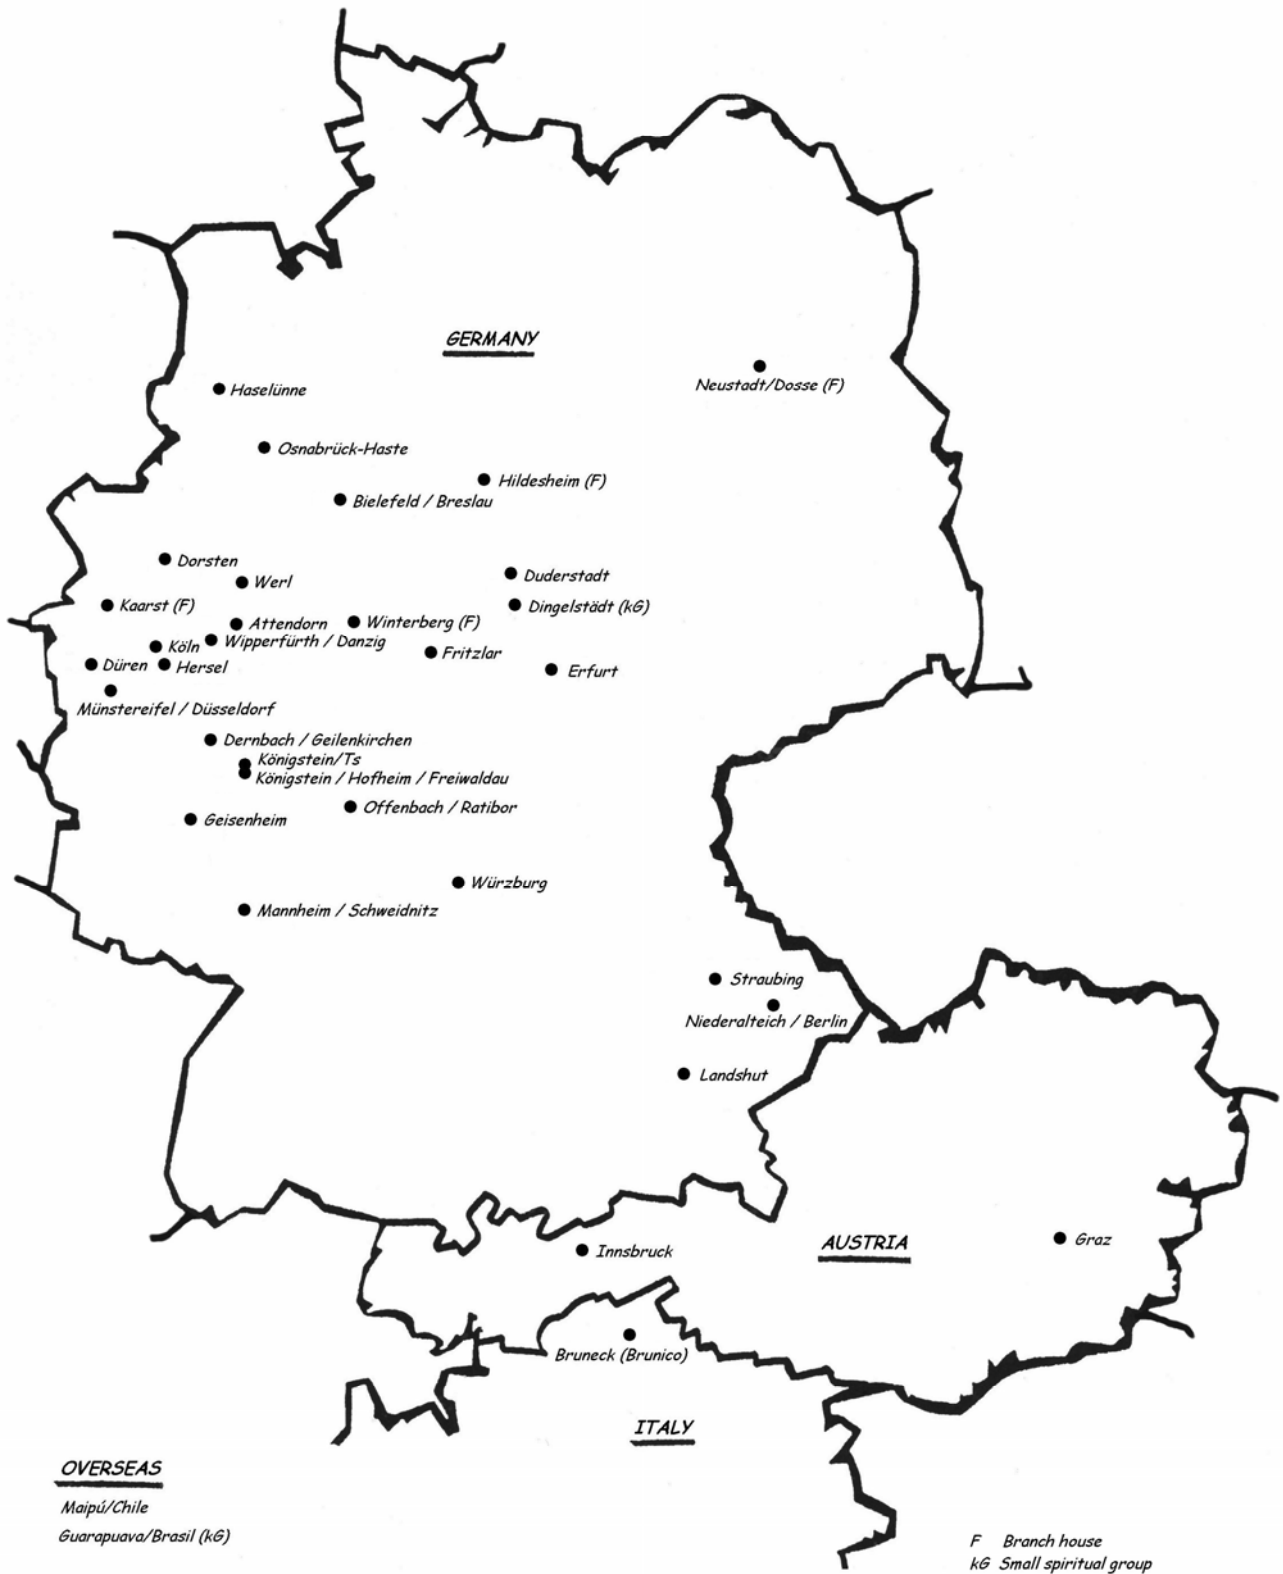 GERMANY
Neustadt/Dosse (F)
Haselünne
Osnabrück-Haste
Hildesheim (F)
Bielefeld / Breslau
Dorsten
Werl
Duderstadt
Kaarst (F)
Dingelstädt (kG)
Attendorn
Winterberg (F)
Wipperfürth / Danzig
Köln
Fritzlar
Düren
Hersel
Erfurt
Münstereifel / Düsseldorf
Dernbach / Geilenkirchen
Königstein/Ts
Königstein / Hofheim / Freiwaldau
Offenbach / Ratibor
Geisenheim
Würzburg
Mannheim / Schweidnitz
Straubing
Niederalteich / Berlin
Landshut
AUSTRIA
Graz
Innsbruck
Bruneck (Brunico)
ITALY
OVERSEAS
Maipú/Chile
Guarapuava/Brasil (kG)
F Branch house
kG Small spiritual group